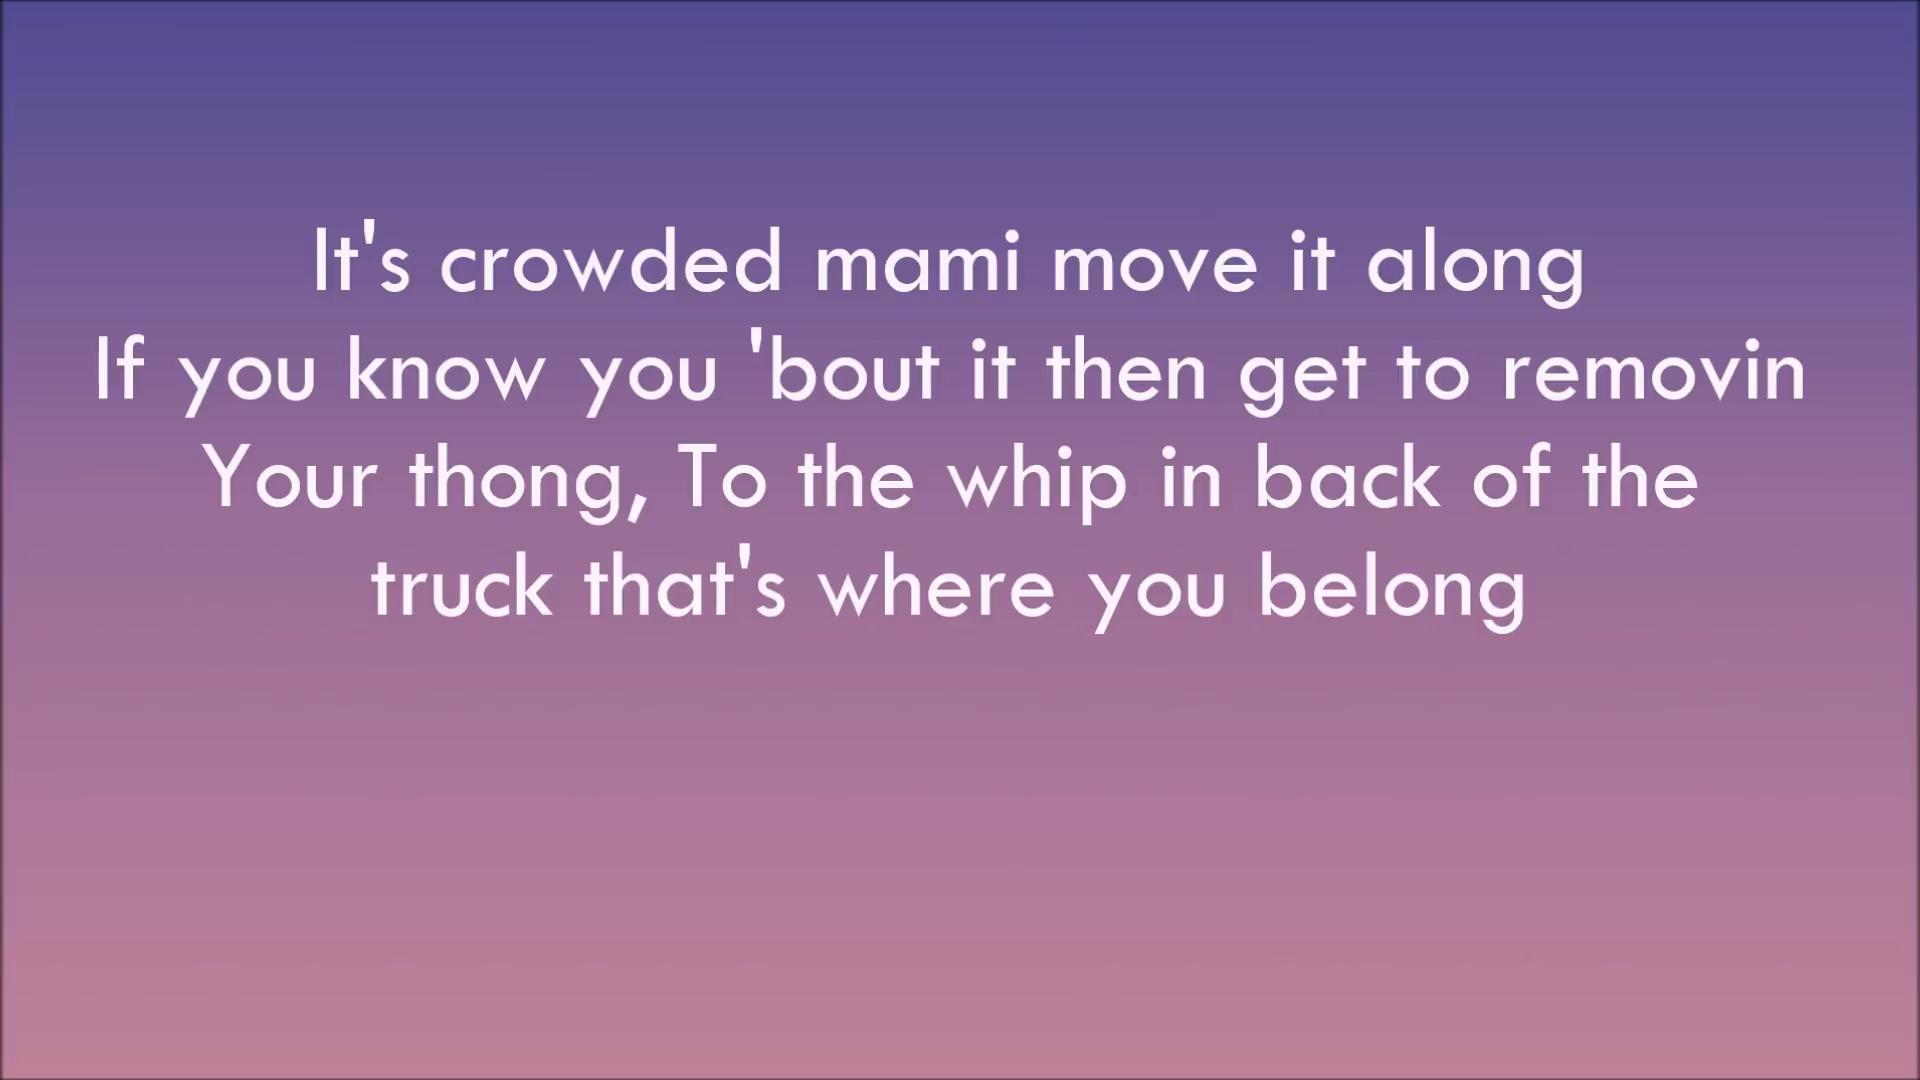 It's crowded mami move it along
If you know you 'bout it then get to removin
Your thong, To the whip in back of the
truck that's where you belong